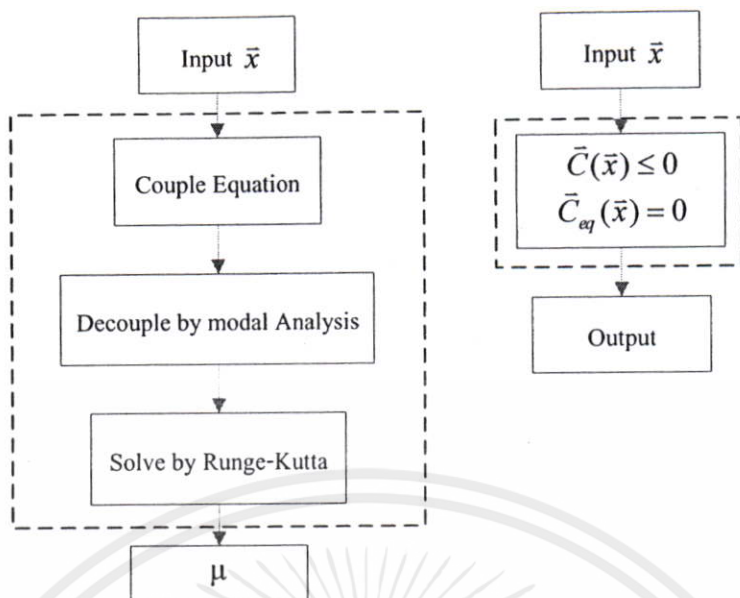 Input x̄
Couple Equation
Decouple by modal Analysis
Solve by Runge-Kutta
μ
Input x̄
C̄(x̄) ≤ 0
C̄eq(x̄) = 0
Output